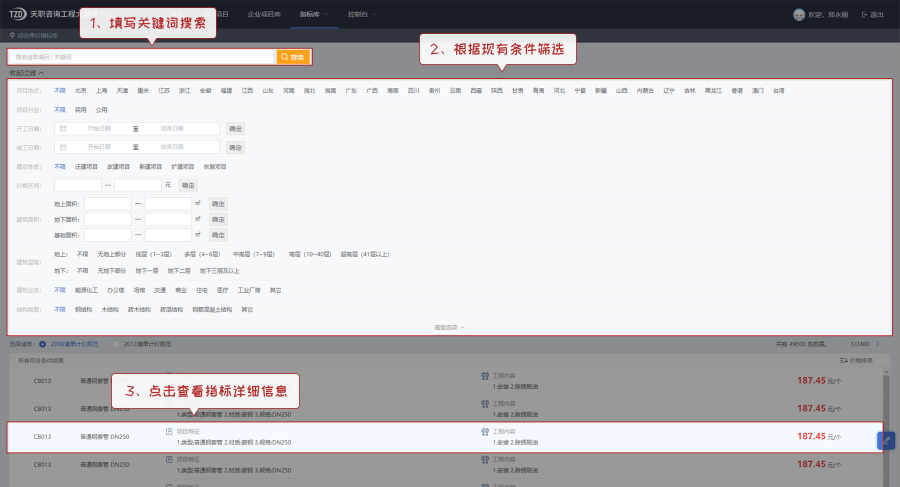 TZD 天职咨询工程 项目 企业项目库 指标库 控制台 欢迎, 郑永丽 退出
1、填写关键词搜索
综合单价指标库
2、根据现有条件筛选
搜索清单编码 / 关键词 搜索
收起过滤
项目地点: 不限 北京 上海 天津 重庆 江苏 浙江 安徽 福建 江西 山东 河南 湖北 湖南 广东 广西 海南 四川 贵州 云南 西藏 陕西 甘肃 青海 河北 宁夏 新疆 山西 内蒙古 辽宁 吉林 黑龙江 香港 澳门 台湾
项目行业: 不限 民用 公用
开工日期: 开始日期 至 结束日期 确定
竣工日期: 开始日期 至 结束日期 确定
建设性质: 不限 迁建项目 改建项目 新建项目 扩建项目 恢复项目
价格区间: — 元 确定
地上面积: — ㎡ 确定
建筑面积: 地下面积: — ㎡ 确定
基础面积: — ㎡ 确定
地上: 不限 无地上部分 低层（1~3层） 多层（4~6层） 中高层（7~9层） 高层（10~40层） 超高层（41层以上）
建筑层高:
地下: 不限 无地下部分 地下一层 地下二层 地下三层及以上
建筑业态: 不限 能源化工 办公楼 场馆 交通 商业 住宅 医疗 工业厂房 其它
结构类型: 不限 钢结构 木结构 砖木结构 砖混结构 钢筋混凝土结构 其它
高级选项
选择清单: 2008清单计价规范 2013清单计价规范 共有 49600 条数据。 1/2480
所有符合条件结果 价格排序
CB013 普通钢套管 工程内容
1.安装 2.除锈刷油 187.45 元/个
3、点击查看指标详细信息
CB013 普通钢套管 DN250 工程内容
1.类型:普通钢套管 2.材质:碳钢 3.规格:DN250 1.安装 2.除锈刷油 187.45 元/个
CB013 普通钢套管 DN250 项目特征 工程内容
1.类型:普通钢套管 2.材质:碳钢 3.规格:DN250 1.安装 2.除锈刷油 187.45 元/个
CB013 普通钢套管 DN250 项目特征 工程内容
1.类型:普通钢套管 2.材质:碳钢 3.规格:DN250 1.安装 2.除锈刷油 187.45 元/个